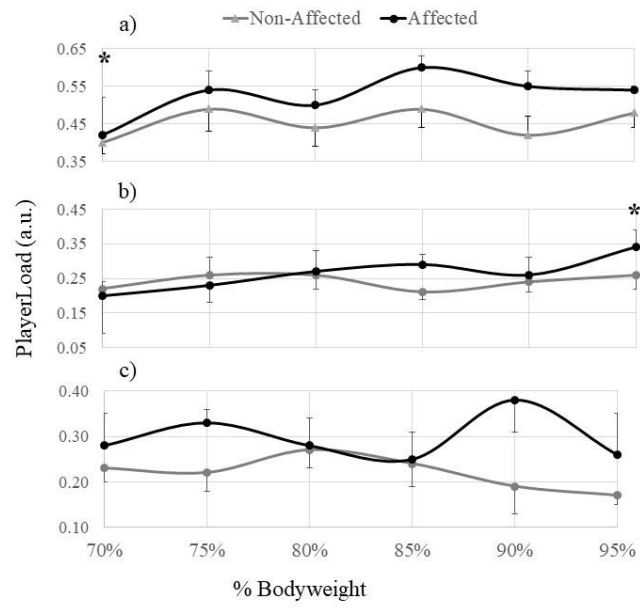 Non-Affected Affected
a)
*
0.65
0.55
0.45
0.35
b)
*
0.45
0.35
0.25
0.15
0.05
PlayerLoad (a.u.)
c)
0.40
0.30
0.20
0.10
70% 75% 80% 85% 90% 95%
% Bodyweight